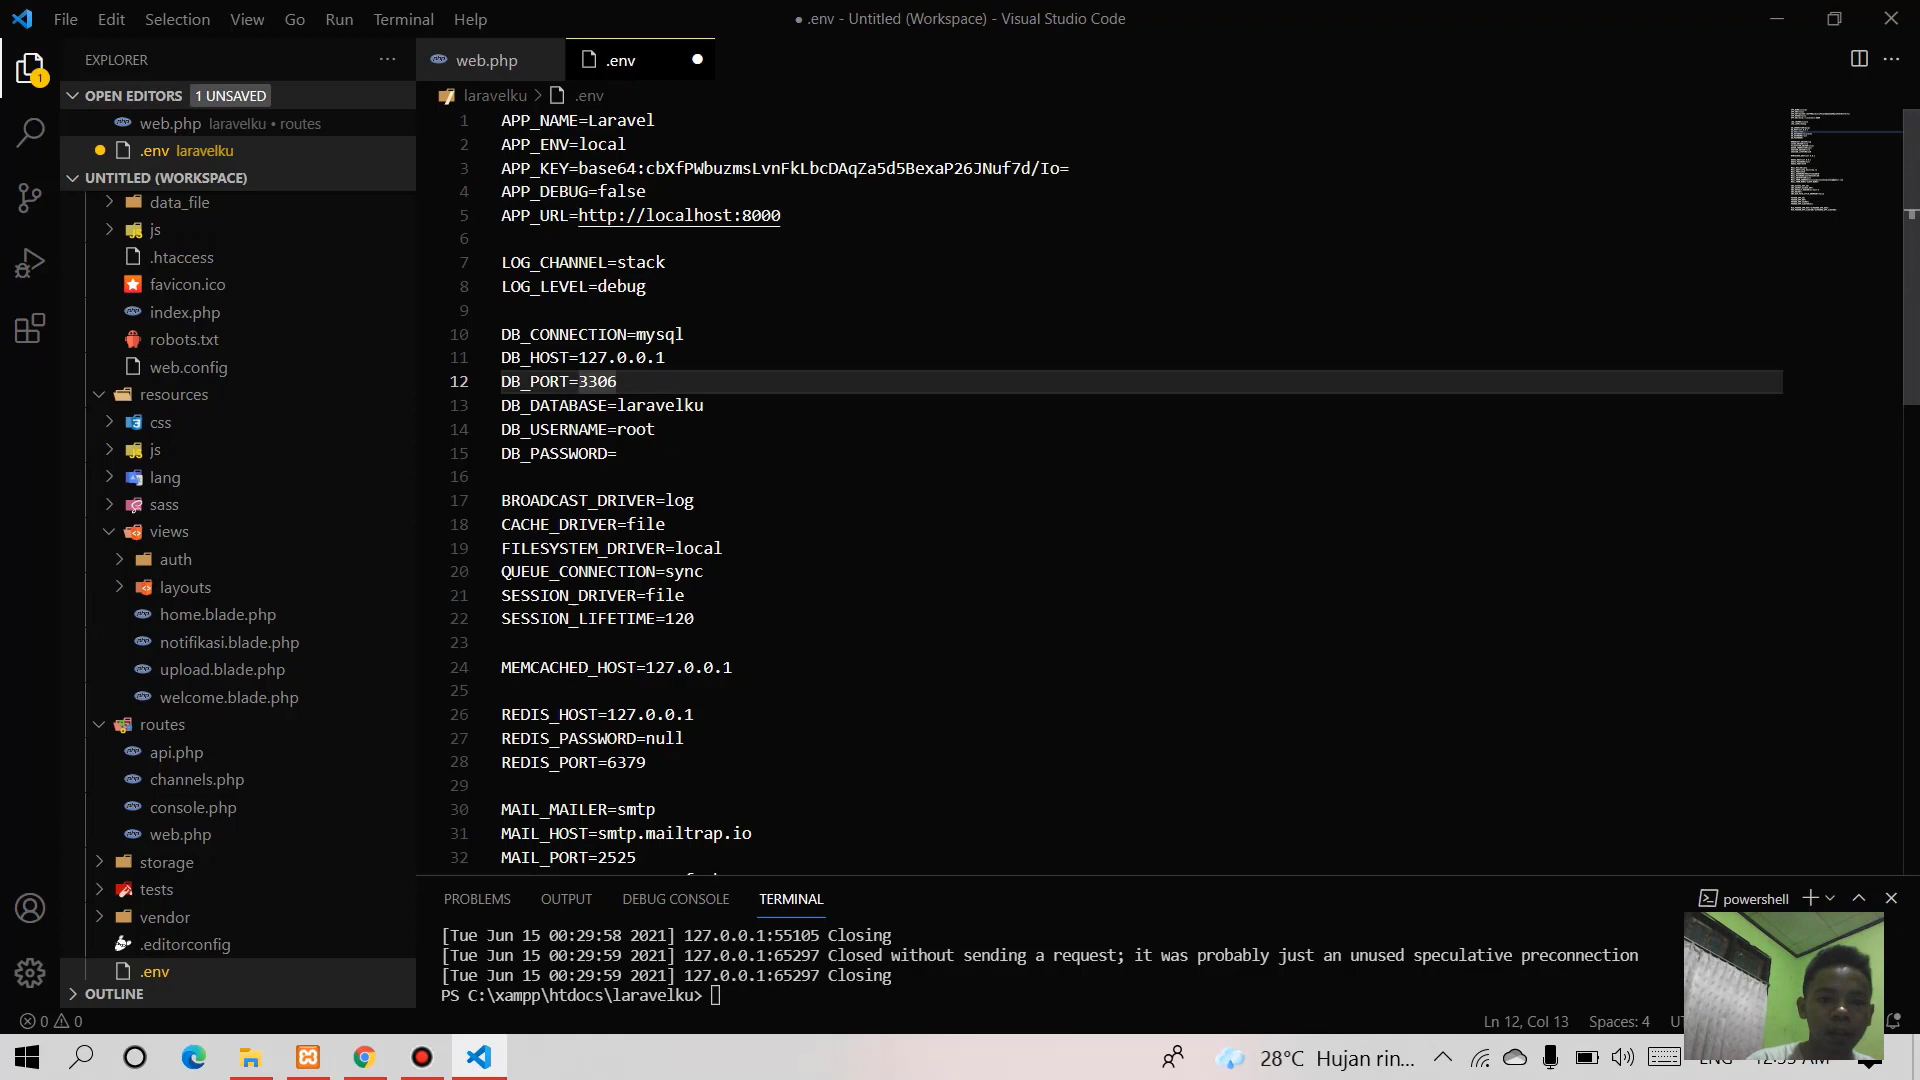 File Edit Selection View Go Run Terminal Help
● .env - Untitled (Workspace) - Visual Studio Code
EXPLORER
OPEN EDITORS 1 UNSAVED
web.php laravelku • routes
.env laravelku
UNTITLED (WORKSPACE)
data_file
js
.htaccess
favicon.ico
index.php
robots.txt
web.config
resources
css
js
lang
sass
views
auth
layouts
home.blade.php
notifikasi.blade.php
upload.blade.php
welcome.blade.php
routes
api.php
channels.php
console.php
web.php
storage
tests
vendor
.editorconfig
.env
OUTLINE
web.php
.env
laravelku > .env
1 APP_NAME=Laravel
2 APP_ENV=local
3 APP_KEY=base64:cbXfPWbuzmsLvnFkLbcDAqZa5d5BexaP26JNuf7d/Io=
4 APP_DEBUG=false
5 APP_URL=http://localhost:8000
6
7 LOG_CHANNEL=stack
8 LOG_LEVEL=debug
9
10 DB_CONNECTION=mysql
11 DB_HOST=127.0.0.1
12 DB_PORT=3306
13 DB_DATABASE=laravelku
14 DB_USERNAME=root
15 DB_PASSWORD=
16
17 BROADCAST_DRIVER=log
18 CACHE_DRIVER=file
19 FILESYSTEM_DRIVER=local
20 QUEUE_CONNECTION=sync
21 SESSION_DRIVER=file
22 SESSION_LIFETIME=120
23
24 MEMCACHED_HOST=127.0.0.1
25
26 REDIS_HOST=127.0.0.1
27 REDIS_PASSWORD=null
28 REDIS_PORT=6379
29
30 MAIL_MAILER=smtp
31 MAIL_HOST=smtp.mailtrap.io
32 MAIL_PORT=2525
PROBLEMS OUTPUT DEBUG CONSOLE TERMINAL
powershell
[Tue Jun 15 00:29:58 2021] 127.0.0.1:55105 Closing
[Tue Jun 15 00:29:59 2021] 127.0.0.1:65297 Closed without sending a request; it was probably just an unused speculative preconnection
[Tue Jun 15 00:29:59 2021] 127.0.0.1:65297 Closing
PS C:\xampp\htdocs\laravelku>
0 0
Ln 12, Col 13 Spaces: 4
28°C Hujan rin...